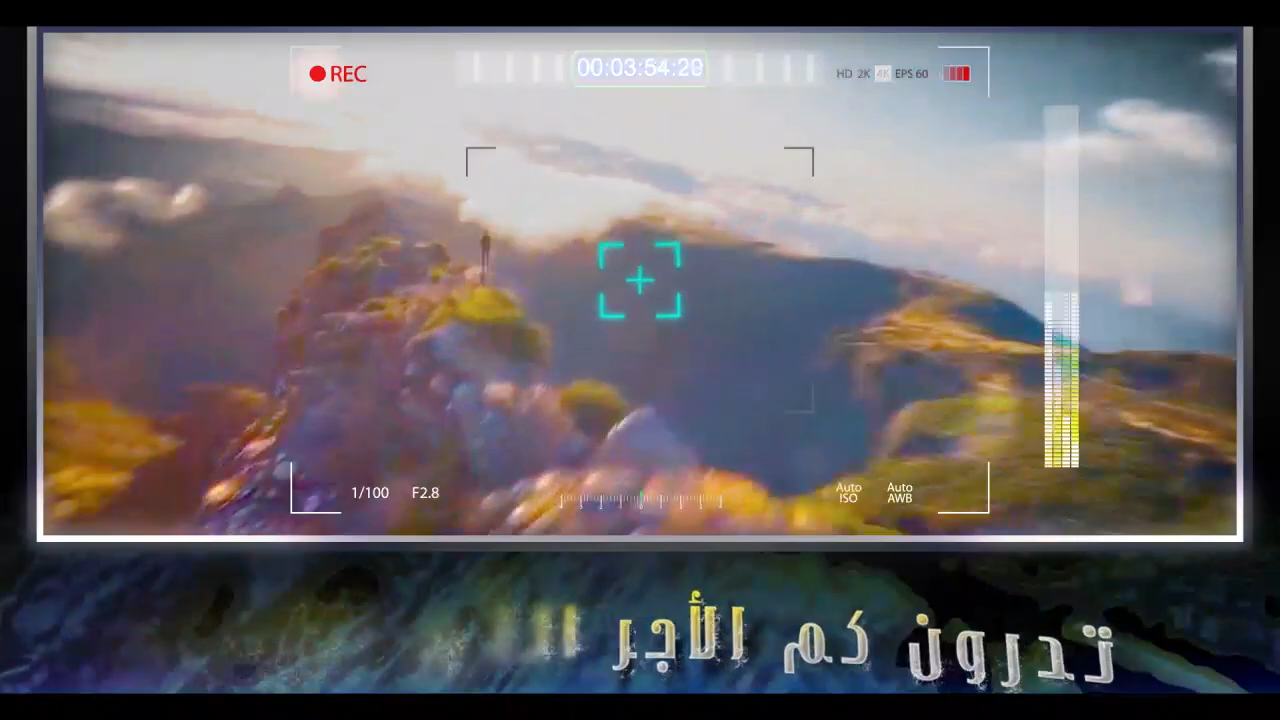 REC
00:03:54:20
HD 2K 4K EPS 60
1/100 F2.8
Auto ISO
Auto AWB
تدرون كم الأجر